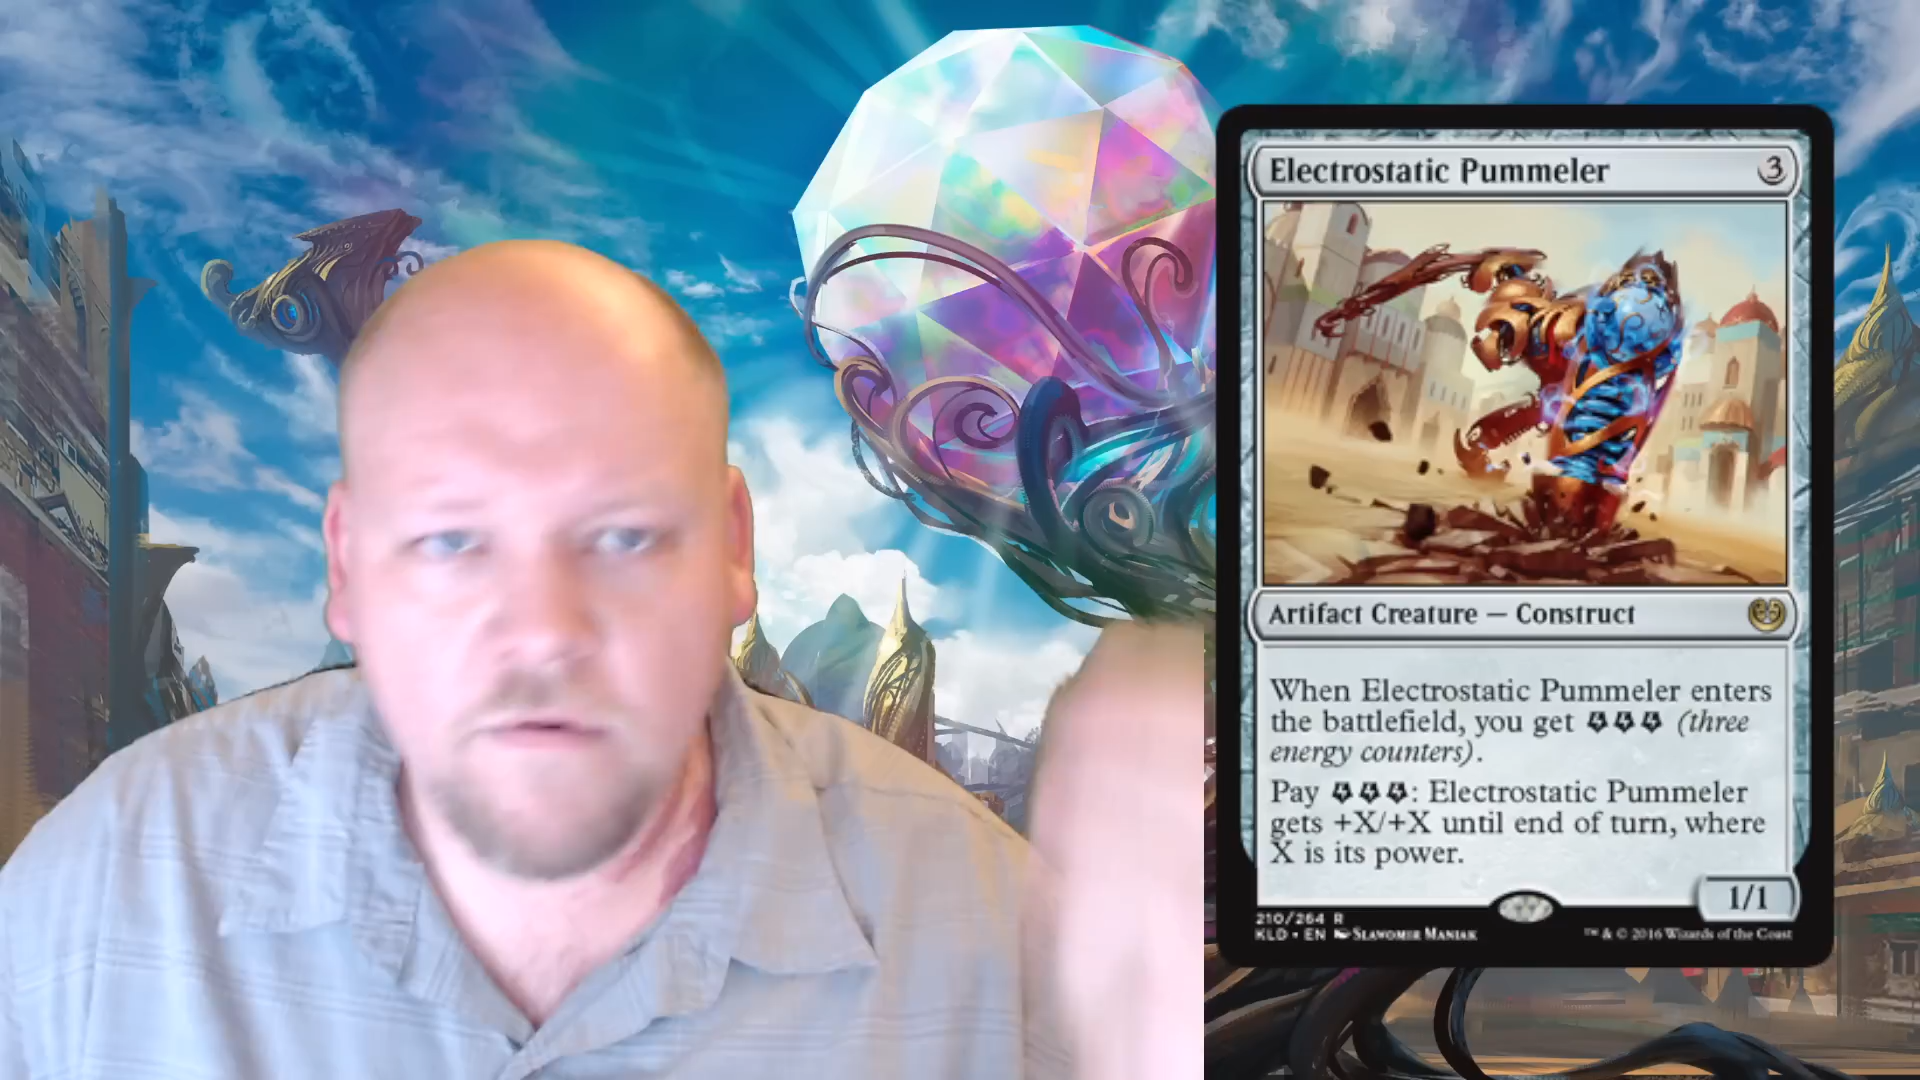 Electrostatic Pummeler 3
Artifact Creature — Construct
When Electrostatic Pummeler enters
the battlefield, you get (three
energy counters).
Pay : Electrostatic Pummeler
gets +X/+X until end of turn, where
X is its power.
1/1
210/264 R
KLD • EN Slawomir Maniak
™ & © 2016 Wizards of the Coast